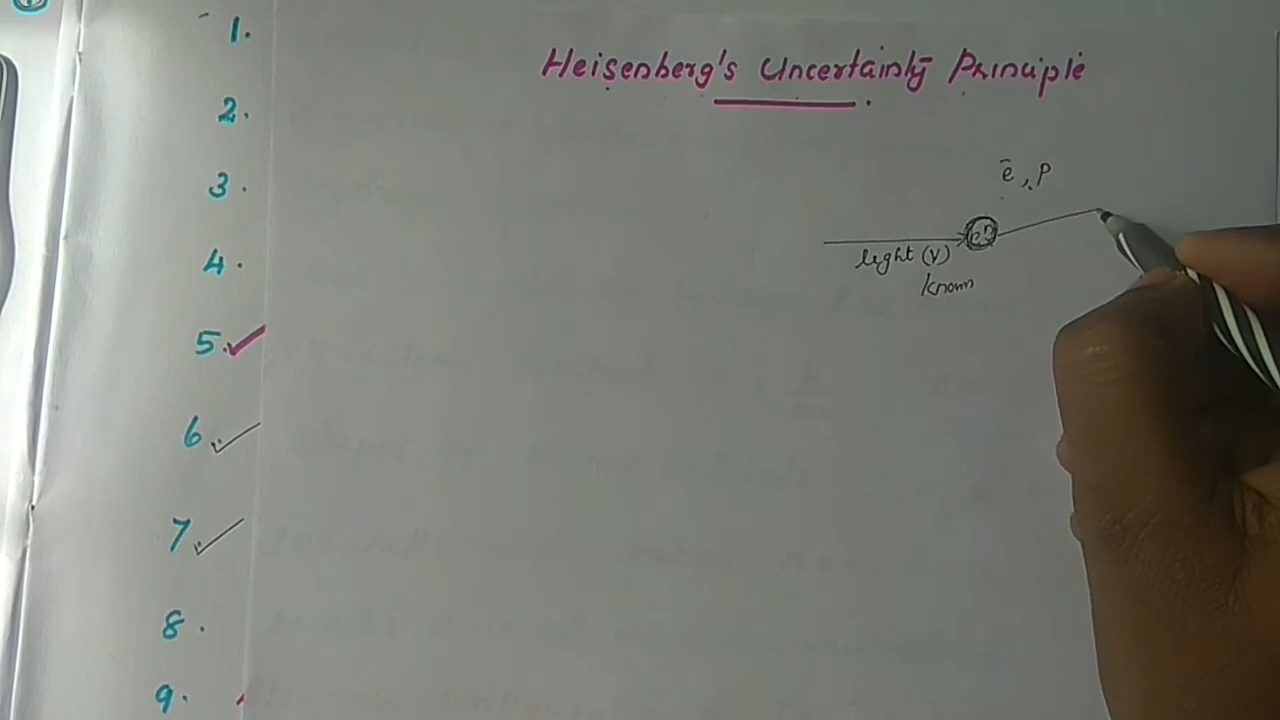 1.
2.
3.
4.
5.
6.
7.
8.
9.
Heisenberg's Uncertainty Principle
e, P
light (ν)
known